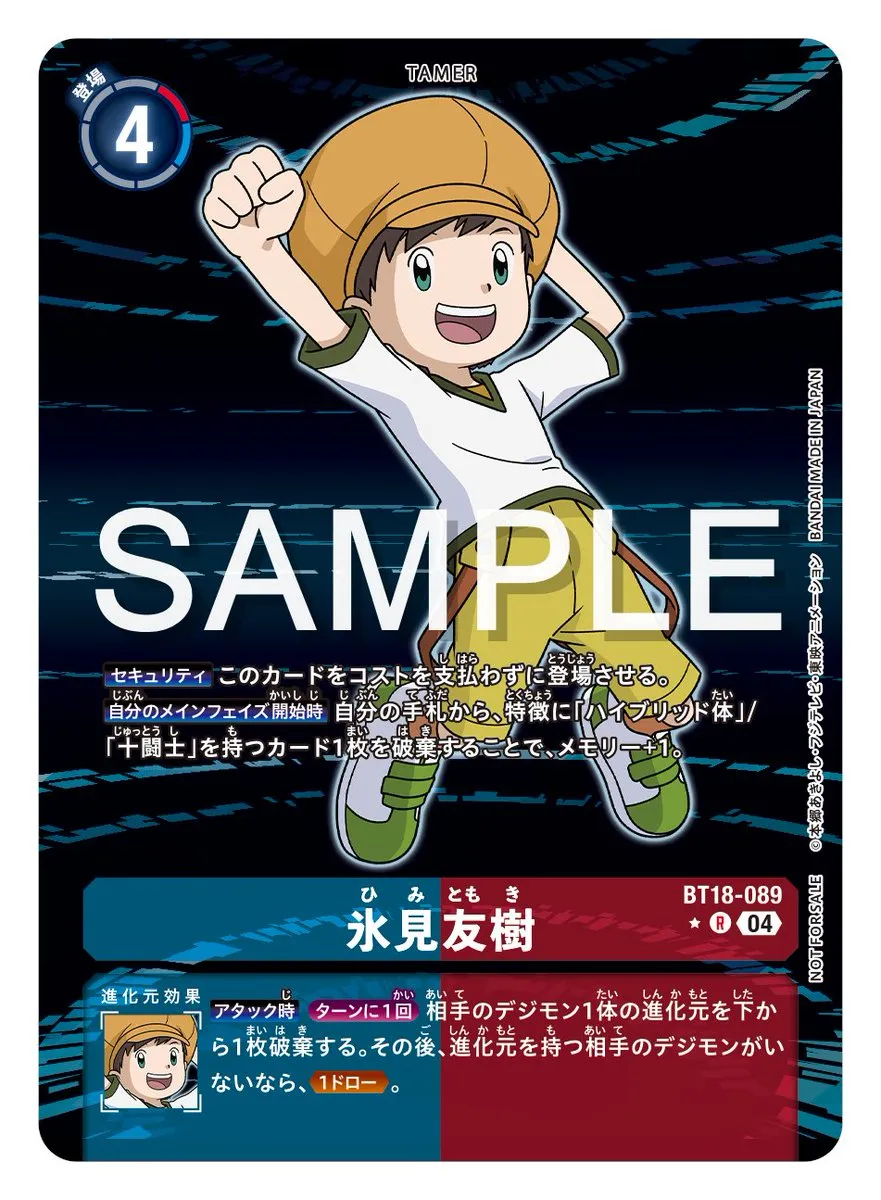 TAMER
登場
4
SAMPLE
セキュリティ このカードをコストを支払わずに登場させる。
自分のメインフェイズ開始時 自分の手札から、特徴に「ハイブリッド体」/
「十闘士」を持つカード1枚を破棄することで、メモリー+1。
©本郷あきよし・フジテレビ・東映アニメーション BANDAI MADE IN JAPAN
NOT FOR SALE
ひみ ともき
氷見友樹
BT18-089
R 04
進化元効果
アタック時 ターンに1回 相手のデジモン1体の進化元を下か
ら1枚破棄する。その後、進化元を持つ相手のデジモンがい
ないなら、1ドロー。